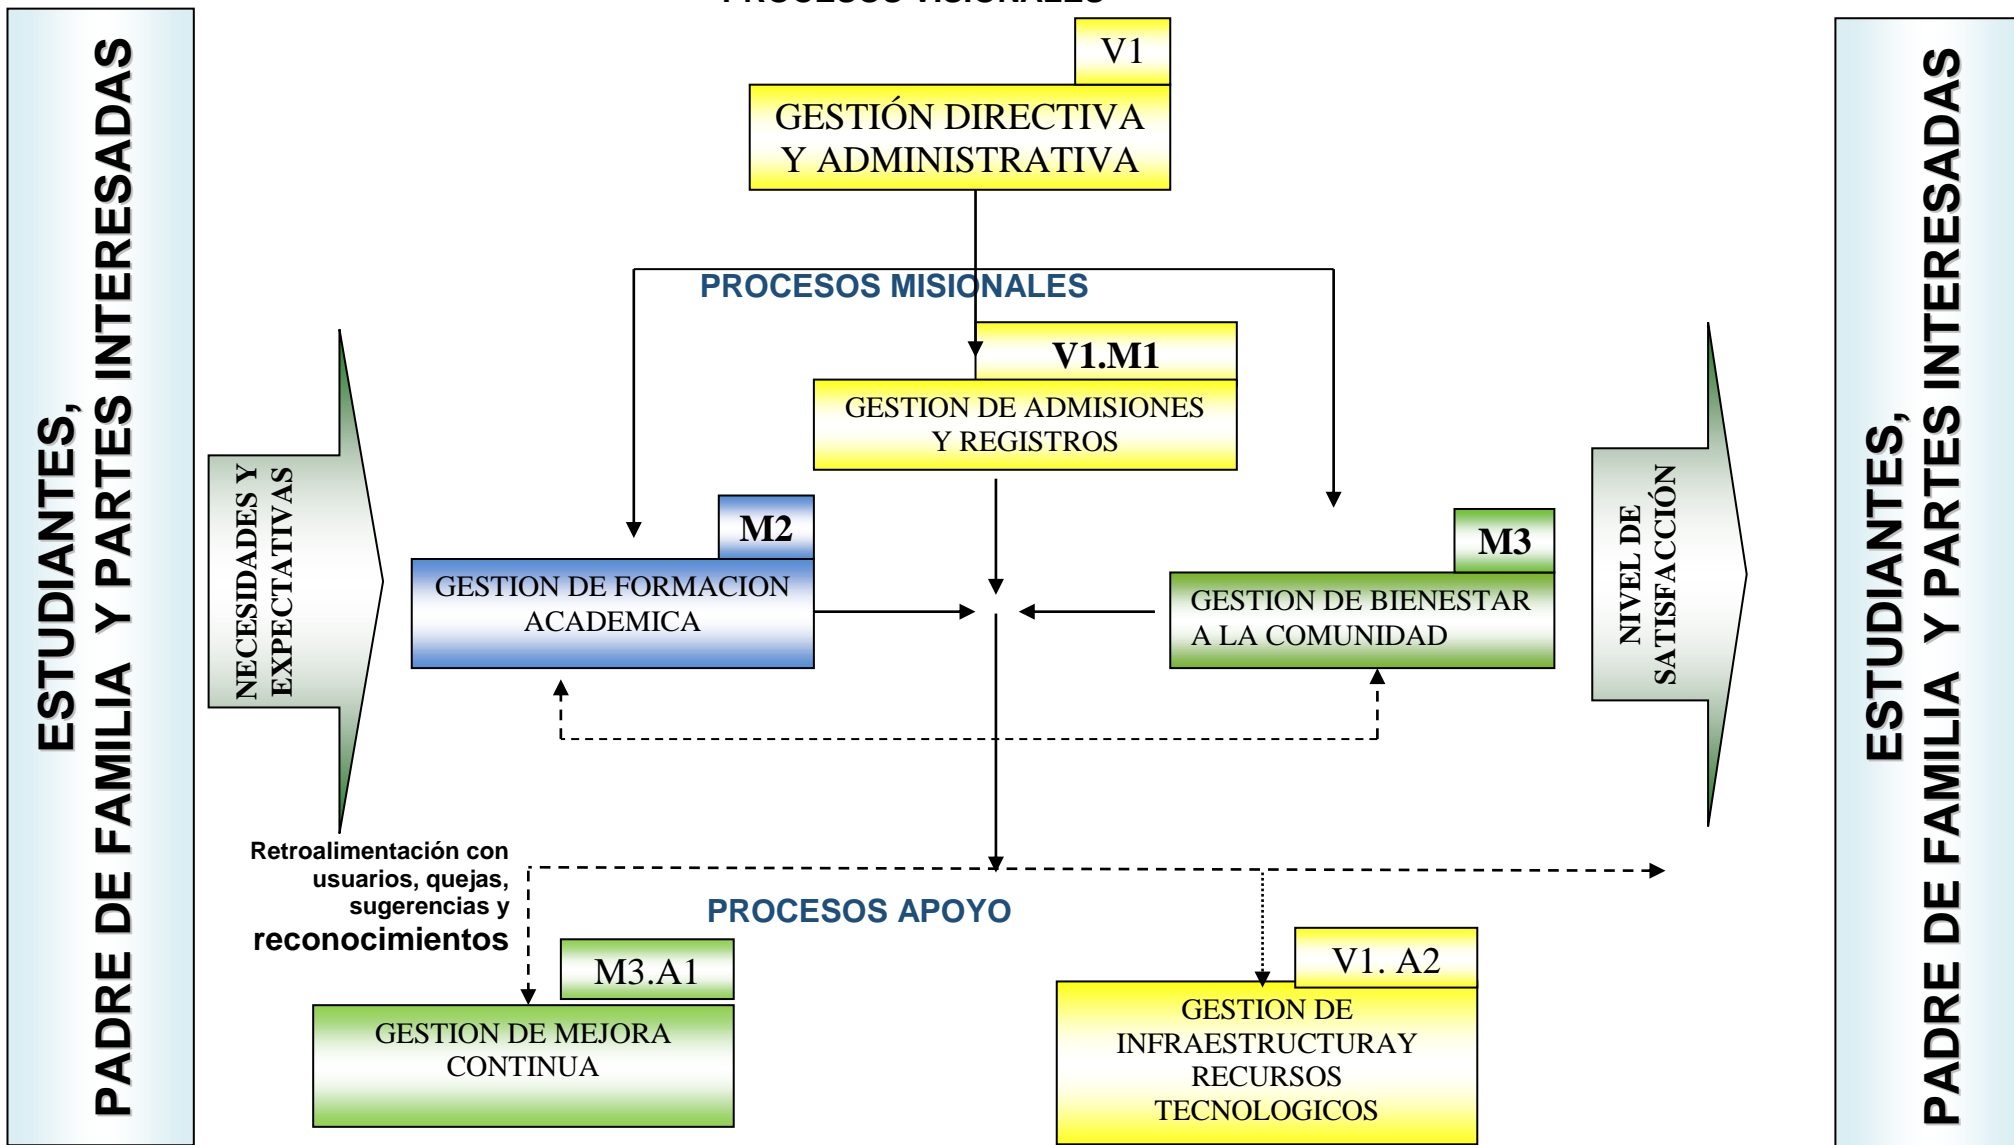 PROCESOS VISIONALES
ESTUDIANTES,
PADRE DE FAMILIA Y PARTES INTERESADAS
V1
GESTIÓN DIRECTIVA
Y ADMINISTRATIVA
PROCESOS MISIONALES
V1.M1
GESTION DE ADMISIONES
Y REGISTROS
NECESIDADES Y
EXPECTATIVAS
M2
GESTION DE FORMACION
ACADEMICA
M3
GESTION DE BIENESTAR
A LA COMUNIDAD
NIVEL DE
SATISFACCIÓN
Retroalimentación con
usuarios, quejas,
sugerencias y
reconocimientos
PROCESOS APOYO
M3.A1
GESTION DE MEJORA
CONTINUA
V1. A2
GESTION DE
INFRAESTRUCTURAY
RECURSOS
TECNOLOGICOS
ESTUDIANTES,
PADRE DE FAMILIA Y PARTES INTERESADAS